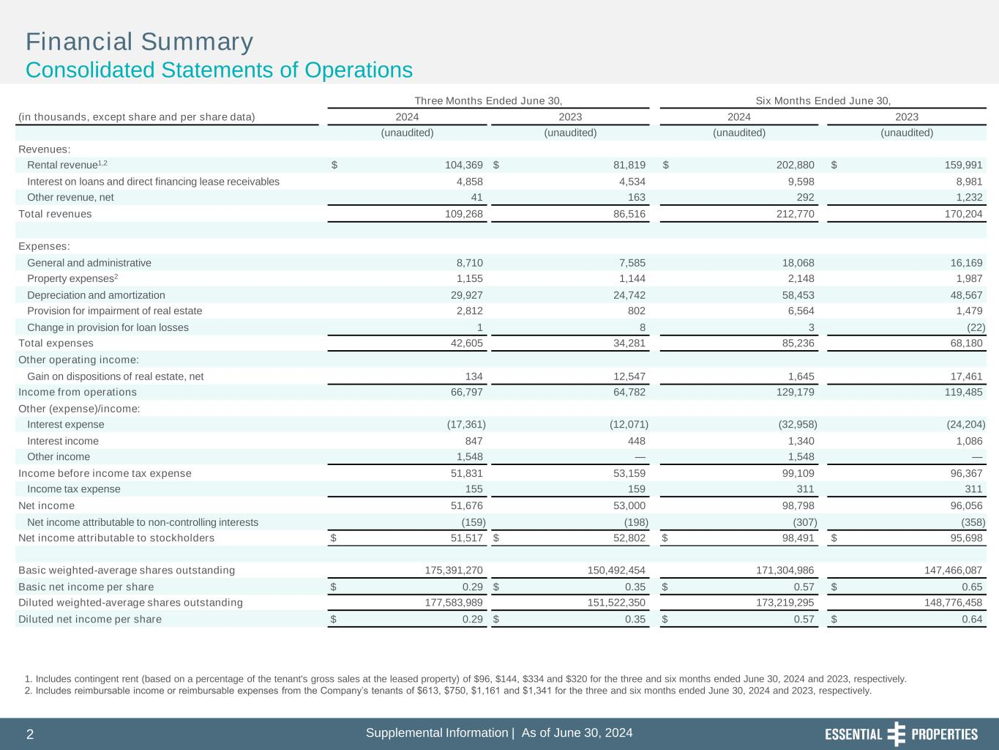 Financial Summary
Consolidated Statements of Operations
Three Months Ended June 30, Six Months Ended June 30,
(in thousands, except share and per share data) 2024 2023 2024 2023
(unaudited) (unaudited) (unaudited) (unaudited)
Revenues:
Rental revenue1,2 $ 104,369 $ 81,819 $ 202,880 $ 159,991
Interest on loans and direct financing lease receivables 4,858 4,534 9,598 8,981
Other revenue, net 41 163 292 1,232
Total revenues 109,268 86,516 212,770 170,204
Expenses:
General and administrative 8,710 7,585 18,068 16,169
Property expenses2 1,155 1,144 2,148 1,987
Depreciation and amortization 29,927 24,742 58,453 48,567
Provision for impairment of real estate 2,812 802 6,564 1,479
Change in provision for loan losses 1 8 3 (22)
Total expenses 42,605 34,281 85,236 68,180
Other operating income:
Gain on dispositions of real estate, net 134 12,547 1,645 17,461
Income from operations 66,797 64,782 129,179 119,485
Other (expense)/income:
Interest expense (17,361) (12,071) (32,958) (24,204)
Interest income 847 448 1,340 1,086
Other income 1,548 — 1,548 —
Income before income tax expense 51,831 53,159 99,109 96,367
Income tax expense 155 159 311 311
Net income 51,676 53,000 98,798 96,056
Net income attributable to non-controlling interests (159) (198) (307) (358)
Net income attributable to stockholders $ 51,517 $ 52,802 $ 98,491 $ 95,698
Basic weighted-average shares outstanding 175,391,270 150,492,454 171,304,986 147,466,087
Basic net income per share $ 0.29 $ 0.35 $ 0.57 $ 0.65
Diluted weighted-average shares outstanding 177,583,989 151,522,350 173,219,295 148,776,458
Diluted net income per share $ 0.29 $ 0.35 $ 0.57 $ 0.64
1. Includes contingent rent (based on a percentage of the tenant's gross sales at the leased property) of $96, $144, $334 and $320 for the three and six months ended June 30, 2024 and 2023, respectively.
2. Includes reimbursable income or reimbursable expenses from the Company’s tenants of $613, $750, $1,161 and $1,341 for the three and six months ended June 30, 2024 and 2023, respectively.
2 Supplemental Information | As of June 30, 2024 ESSENTIAL PROPERTIES